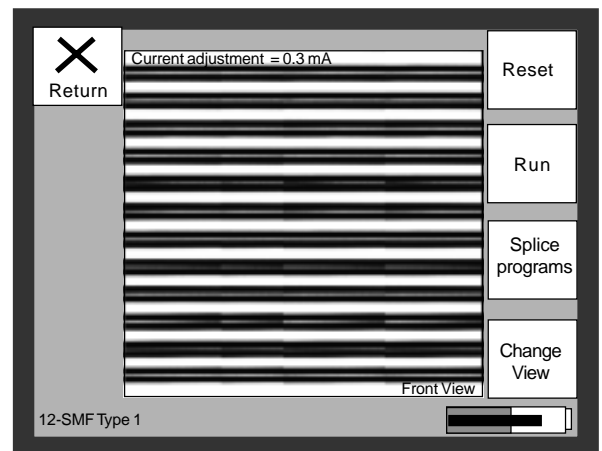 Current adjustment = 0.3 mA
Return
Reset
Run
Splice
programs
Change
View
Front View
12-SMF Type 1